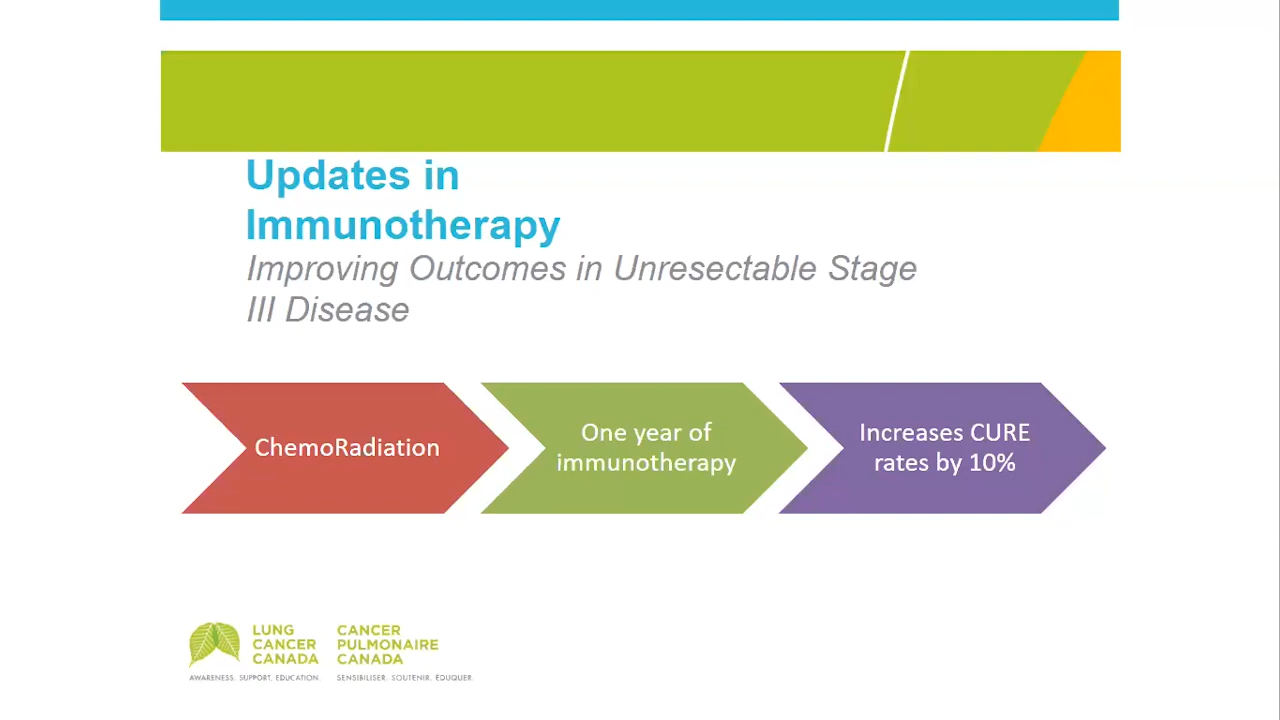 Updates in
Immunotherapy
Improving Outcomes in Unresectable Stage
III Disease
ChemoRadiation
One year of
immunotherapy
Increases CURE
rates by 10%
LUNG
CANCER
CANADA
AWARENESS. SUPPORT. EDUCATION.
CANCER
PULMONAIRE
CANADA
SENSIBILISER. SOUTENIR. ÉDUQUER.